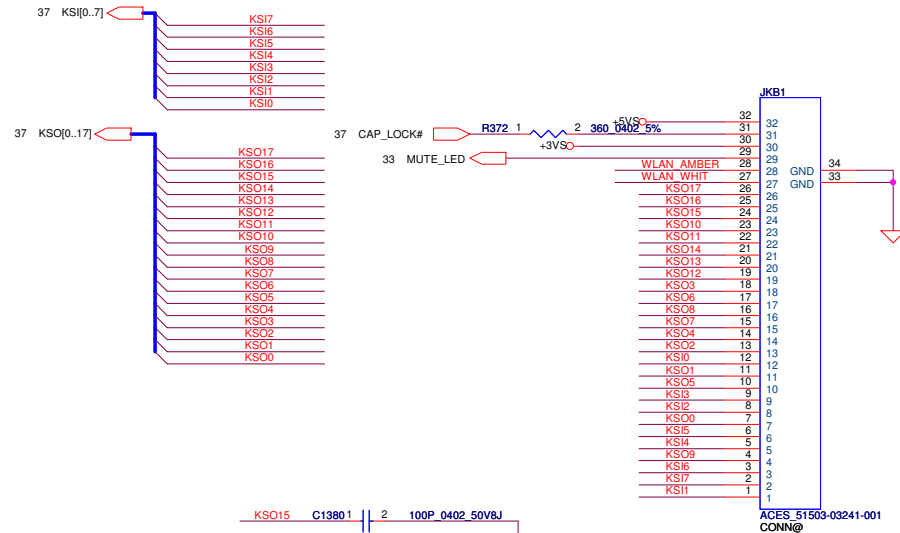 37 KSI[0..7]
KSI7
KSI6
KSI5
KSI4
KSI3
KSI2
KSI1
KSI0
37 KSO[0..17]
KSO17
KSO16
KSO15
KSO14
KSO13
KSO12
KSO11
KSO10
KSO9
KSO8
KSO7
KSO6
KSO5
KSO4
KSO3
KSO2
KSO1
KSO0
JKB1
+5VS 32 32
37 CAP_LOCK# R372 1 2 360_0402_5% 31 31
+3VS 30 30
33 MUTE_LED 29 29
WLAN_AMBER 28 28 GND 34
WLAN_WHIT 27 27 GND 33
KSO17 26 26
KSO16 25 25
KSO15 24 24
KSO10 23 23
KSO11 22 22
KSO14 21 21
KSO13 20 20
KSO12 19 19
KSO3 18 18
KSO6 17 17
KSO8 16 16
KSO7 15 15
KSO4 14 14
KSO2 13 13
KSI0 12 12
KSO1 11 11
KSO5 10 10
KSI3 9 9
KSI2 8 8
KSO0 7 7
KSI5 6 6
KSI4 5 5
KSO9 4 4
KSI6 3 3
KSI7 2 2
KSI1 1 1
ACES_51503-03241-001
CONN@
KSO15 C1380 1 2 100P_0402_50V8J